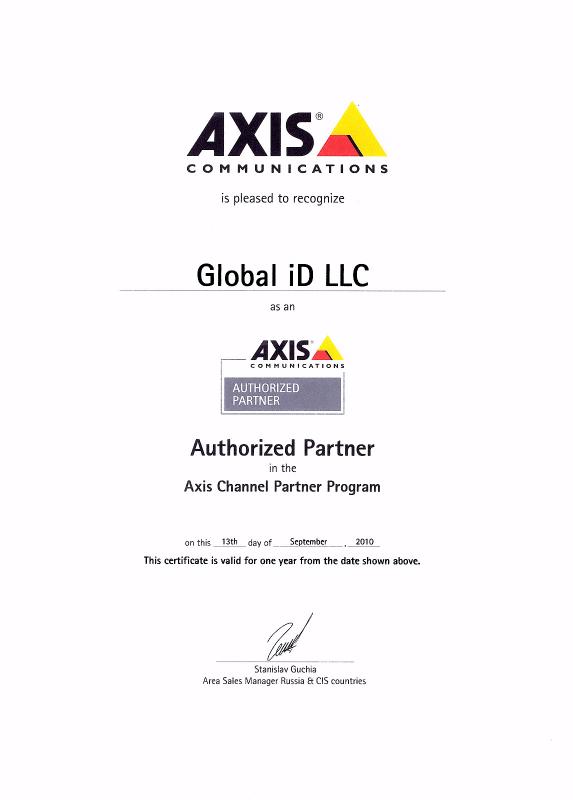 AXIS®
COMMUNICATIONS
is pleased to recognize
Global iD LLC
as an
AXIS
COMMUNICATIONS
AUTHORIZED
PARTNER
Authorized Partner
in the
Axis Channel Partner Program
on this 13th day of September, 2010
This certificate is valid for one year from the date shown above.
Stanislav Guchia
Area Sales Manager Russia & CIS countries